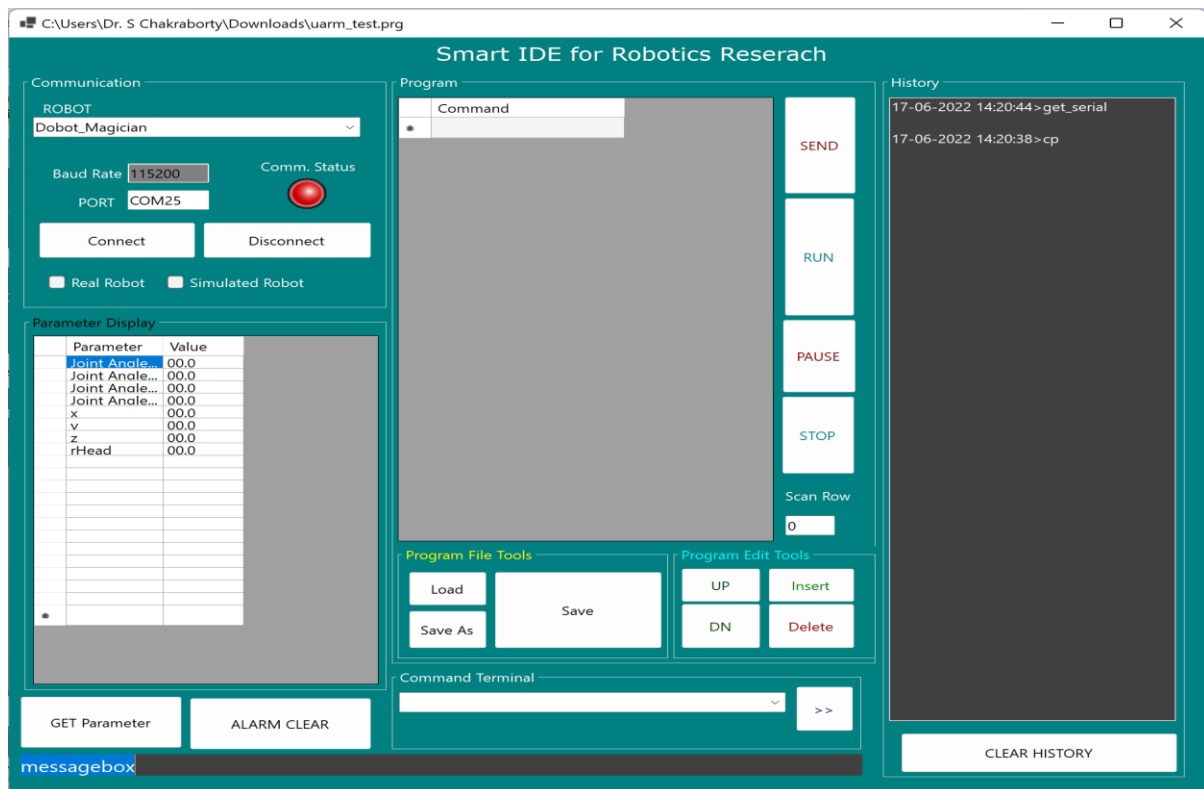 C:\Users\Dr. S Chakraborty\Downloads\uarm_test.prg
Smart IDE for Robotics Reserach
Communication
ROBOT
Dobot_Magician
Baud Rate 115200
Comm. Status
PORT COM25
Connect
Disconnect
Real Robot
Simulated Robot
Parameter Display
Parameter Value
Joint Angle... 00.0
Joint Angle... 00.0
Joint Angle... 00.0
Joint Angle... 00.0
x 00.0
y 00.0
z 00.0
rHead 00.0
GET Parameter
ALARM CLEAR
messagebox
Program
Command
SEND
RUN
PAUSE
STOP
Scan Row
0
Program File Tools
Load
Save As
Save
Program Edit Tools
UP
Insert
DN
Delete
Command Terminal
>>
History
17-06-2022 14:20:44>get_serial
17-06-2022 14:20:38>cp
CLEAR HISTORY